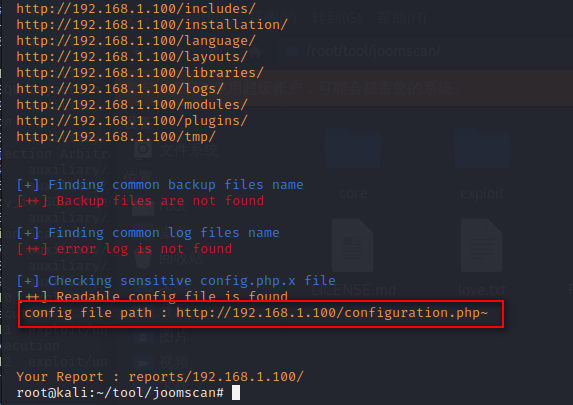 http://192.168.1.100/includes/
http://192.168.1.100/installation/
http://192.168.1.100/language/
http://192.168.1.100/layouts/
http://192.168.1.100/libraries/
http://192.168.1.100/logs/
http://192.168.1.100/modules/
http://192.168.1.100/plugins/
http://192.168.1.100/tmp/
/root/tool/joomscan/
core
exploit
[+] Finding common backup files name
[++] Backup files are not found
[+] Finding common log files name
[++] error log is not found
[+] Checking sensitive config.php.x file
[++] Readable config file is found
config file path : http://192.168.1.100/configuration.php~
Your Report : reports/192.168.1.100/
root@kali:~/tool/joomscan#